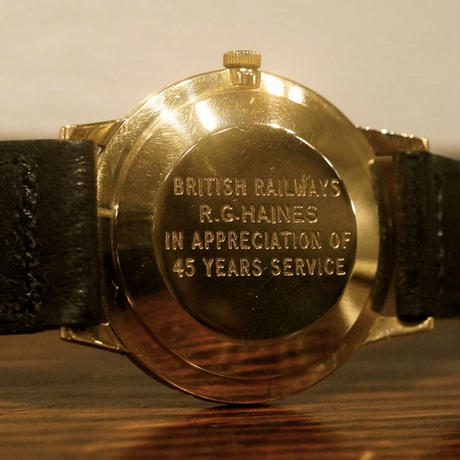 BRITISH RAILWAYS
R.G.HAINES
IN APPRECIATION OF
45 YEARS SERVICE